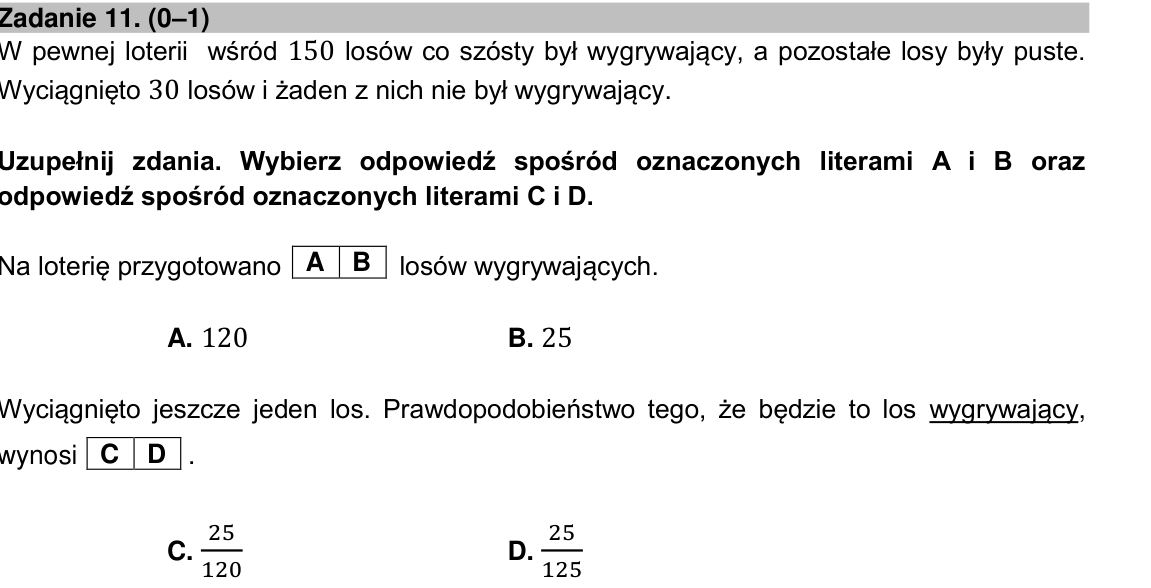 Zadanie 11. (0–1)
W pewnej loterii wśród 150 losów co szósty był wygrywający, a pozostałe losy były puste.
Wyciągnięto 30 losów i żaden z nich nie był wygrywający.
Uzupełnij zdania. Wybierz odpowiedź spośród oznaczonych literami A i B oraz
odpowiedź spośród oznaczonych literami C i D.
Na loterię przygotowano A B losów wygrywających.
A. 120 B. 25
Wyciągnięto jeszcze jeden los. Prawdopodobieństwo tego, że będzie to los wygrywający,
wynosi C D .
C. 25/120 D. 25/125